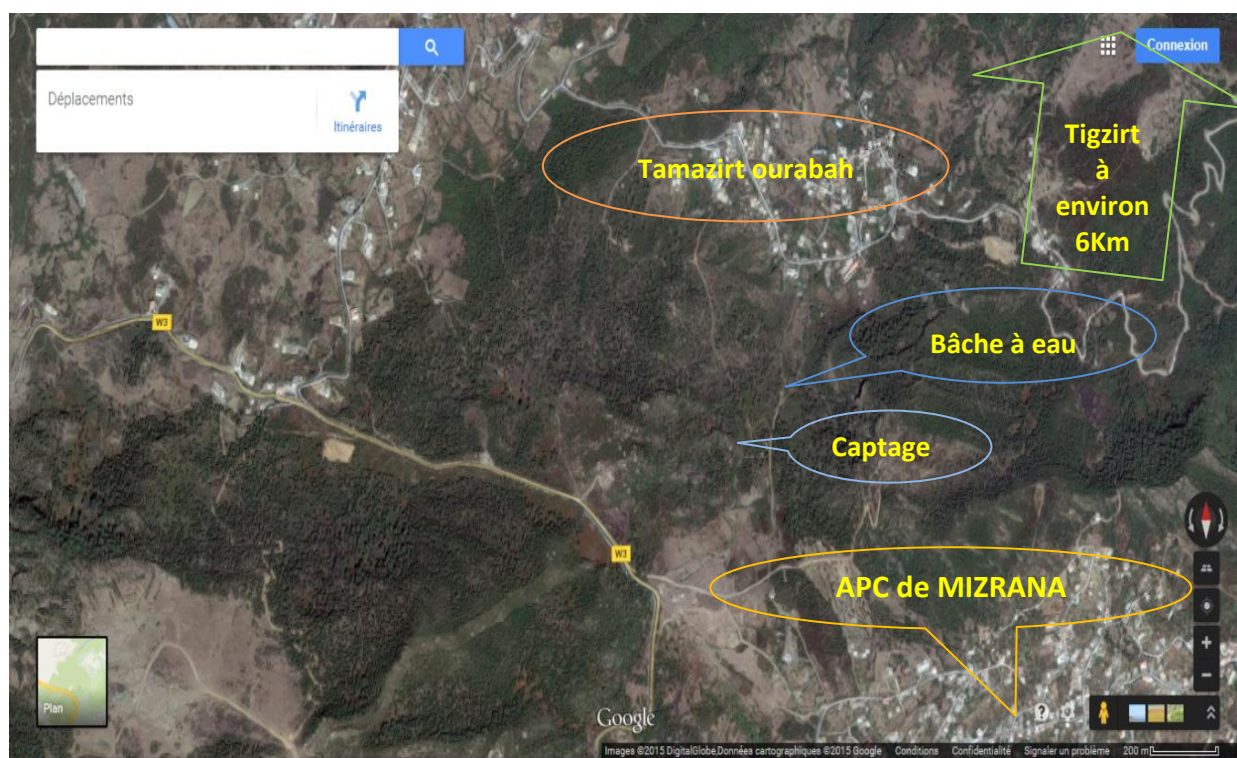 Connexion
Déplacements
Itinéraires
Tigzirt
à
environ
6Km
Tamazirt ourabah
W3
Bâche à eau
Captage
W3
APC de MIZRANA
Plan
Google
Images ©2015 DigitalGlobe,Données cartographiques ©2015 Google Conditions Confidentialité Signaler un problème 200 m